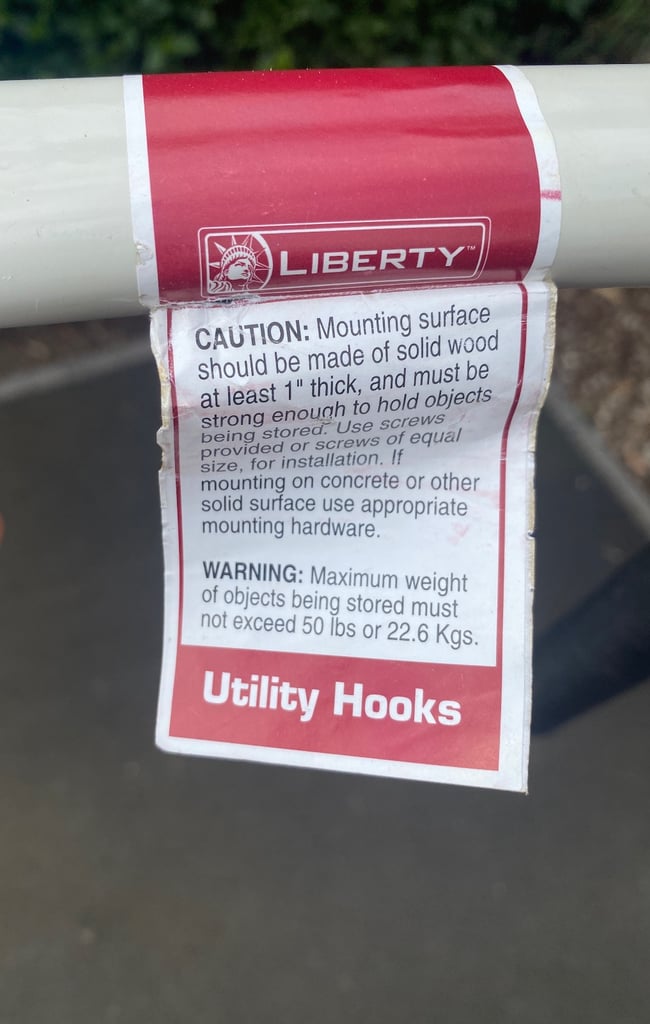 LIBERTY™
CAUTION: Mounting surface
should be made of solid wood
at least 1" thick, and must be
strong enough to hold objects
being stored. Use screws
provided or screws of equal
size, for installation. If
mounting on concrete or other
solid surface use appropriate
mounting hardware.
WARNING: Maximum weight
of objects being stored must
not exceed 50 lbs or 22.6 Kgs.
Utility Hooks